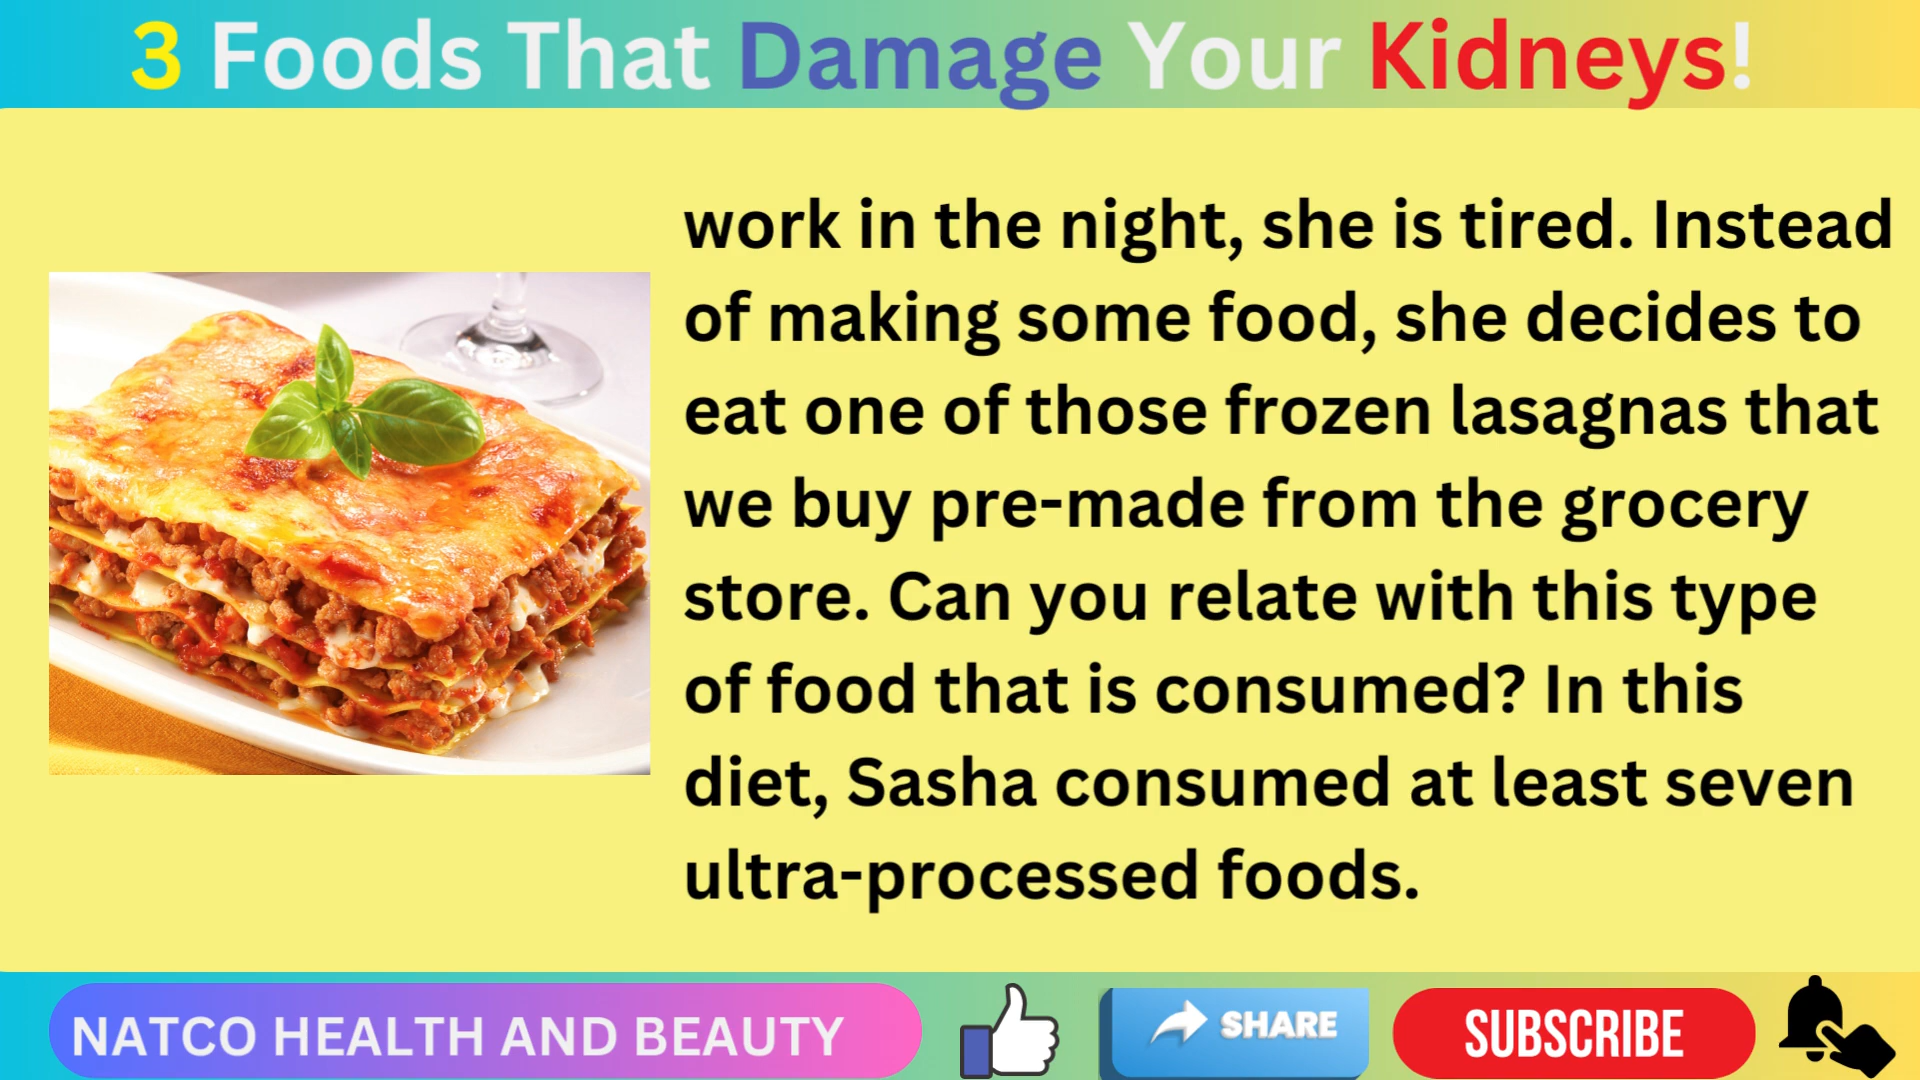 3 Foods That Damage Your Kidneys!
work in the night, she is tired. Instead
of making some food, she decides to
eat one of those frozen lasagnas that
we buy pre-made from the grocery
store. Can you relate with this type
of food that is consumed? In this
diet, Sasha consumed at least seven
ultra-processed foods.
NATCO HEALTH AND BEAUTY
SHARE
SUBSCRIBE